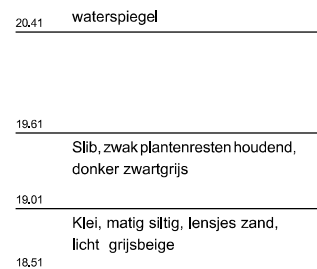 20.41 waterspiegel
19.61
Slib, zwak plantenresten houdend,
donker zwartgrijs
19.01
Klei, matig siltig, lensjes zand,
licht grijsbeige
18.51